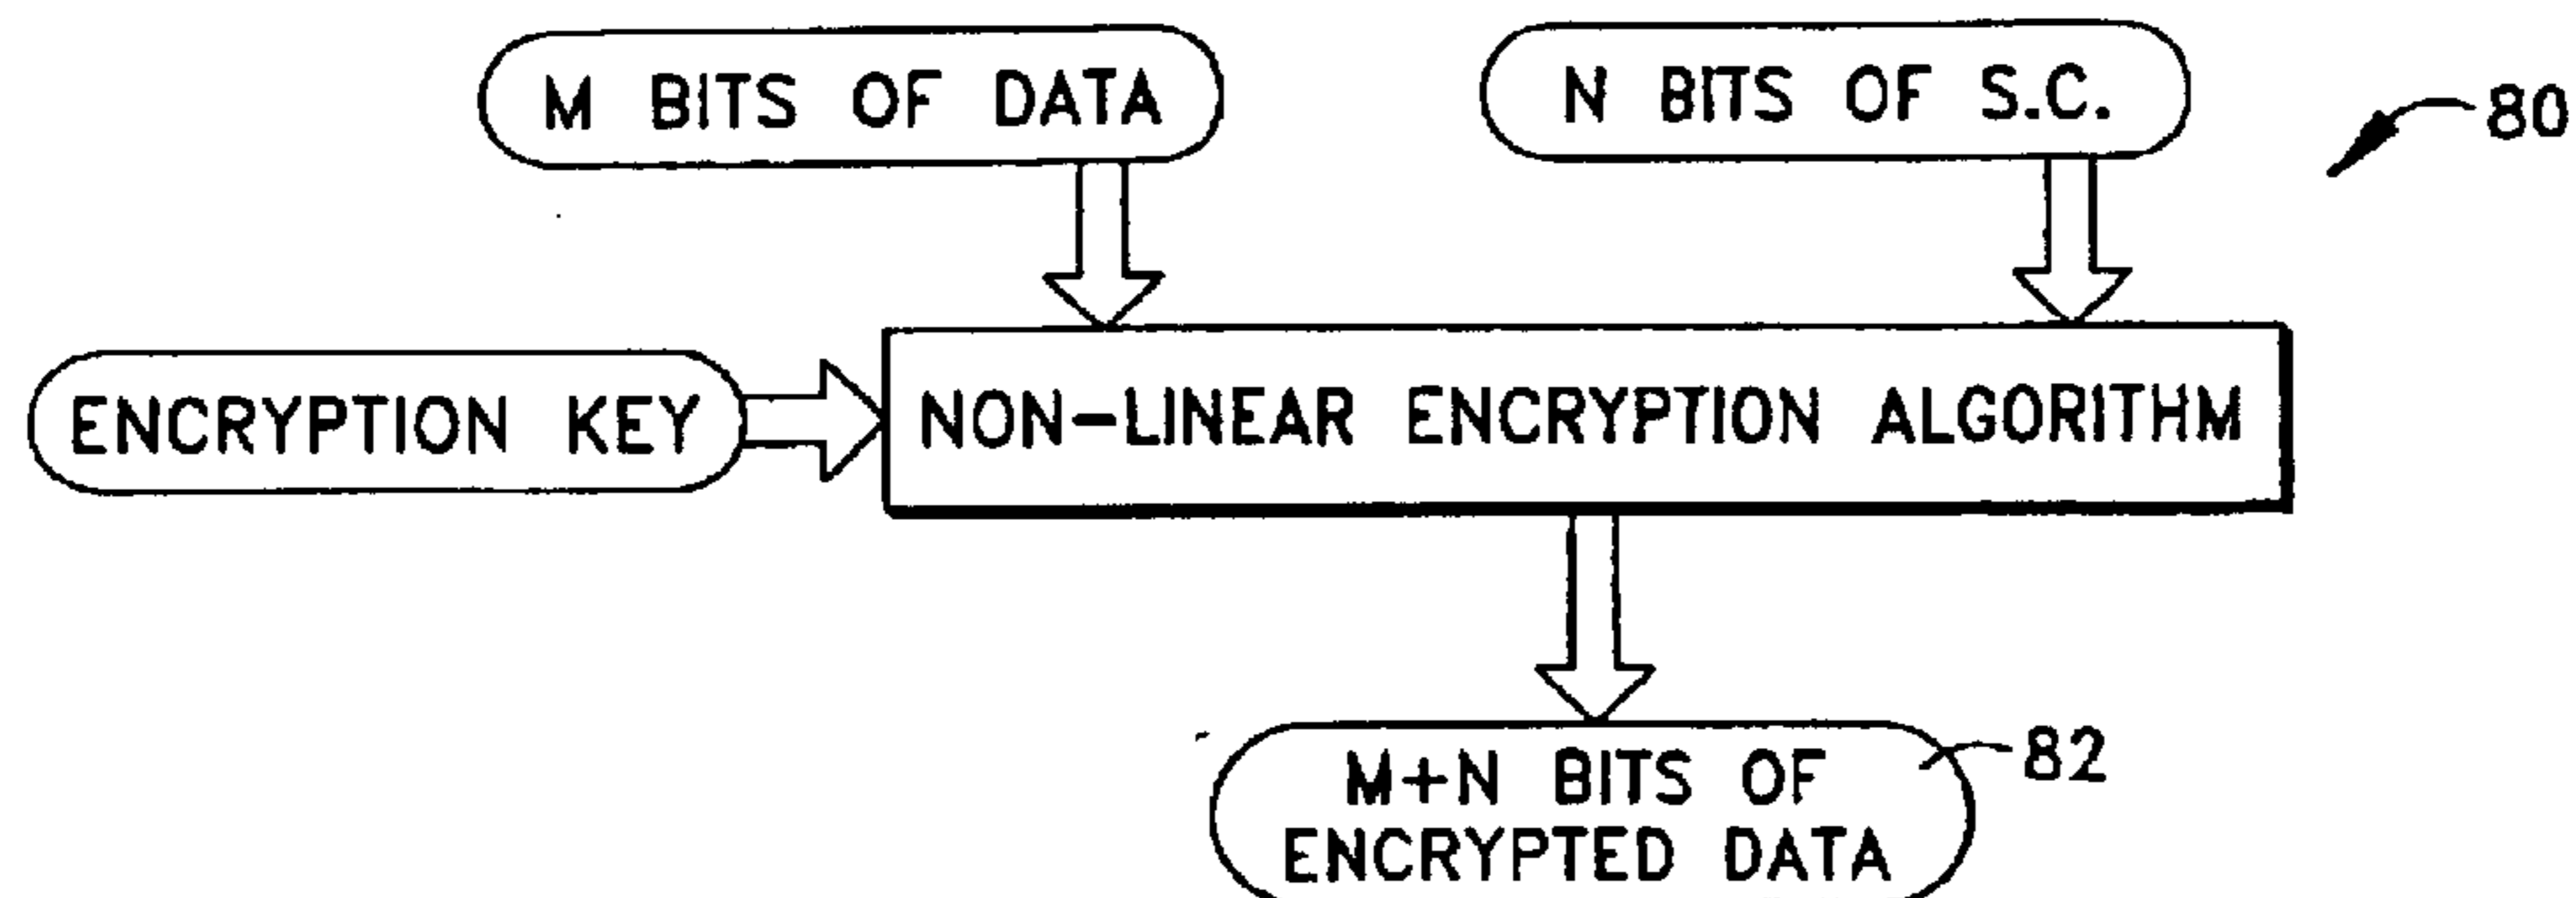 M BITS OF DATA
N BITS OF S.C.
80
ENCRYPTION KEY
NON-LINEAR ENCRYPTION ALGORITHM
M+N BITS OF
ENCRYPTED DATA
82